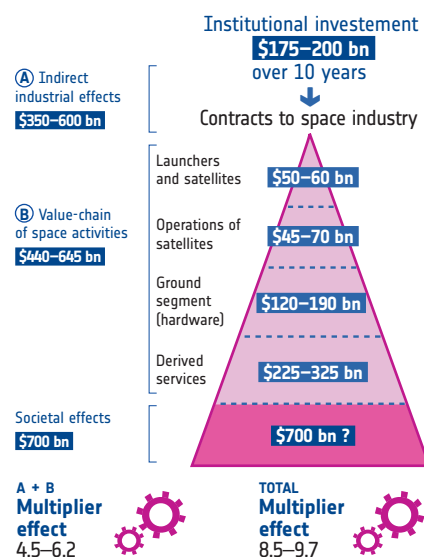 Institutional investement
$175–200 bn
over 10 years
Contracts to space industry
A Indirect
industrial effects
$350–600 bn
Launchers
and satellites
$50–60 bn
B Value-chain
of space activities
$440–645 bn
Operations of
satellites
$45–70 bn
Ground
segment
(hardware)
$120–190 bn
Derived
services
$225–325 bn
Societal effects
$700 bn
$700 bn ?
A + B
Multiplier
effect
4.5–6.2
TOTAL
Multiplier
effect
8.5–9.7